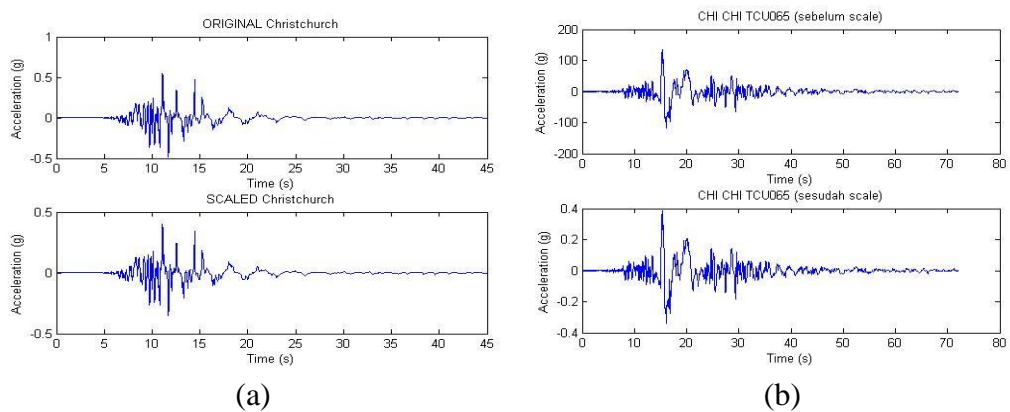 ORIGINAL Christchurch
1
0.5
0
-0.5
Acceleration (g)
0 5 10 15 20 25 30 35 40 45
Time (s)
SCALED Christchurch
0.5
0
-0.5
Acceleration (g)
0 5 10 15 20 25 30 35 40 45
Time (s)
(a)
CHI CHI TCU065 (sebelum scale)
200
100
0
-100
-200
Acceleration (g)
0 10 20 30 40 50 60 70 80
Time (s)
CHI CHI TCU065 (sesudah scale)
0.4
0.2
0
-0.2
-0.4
Acceleration (g)
0 10 20 30 40 50 60 70 80
Time (s)
(b)